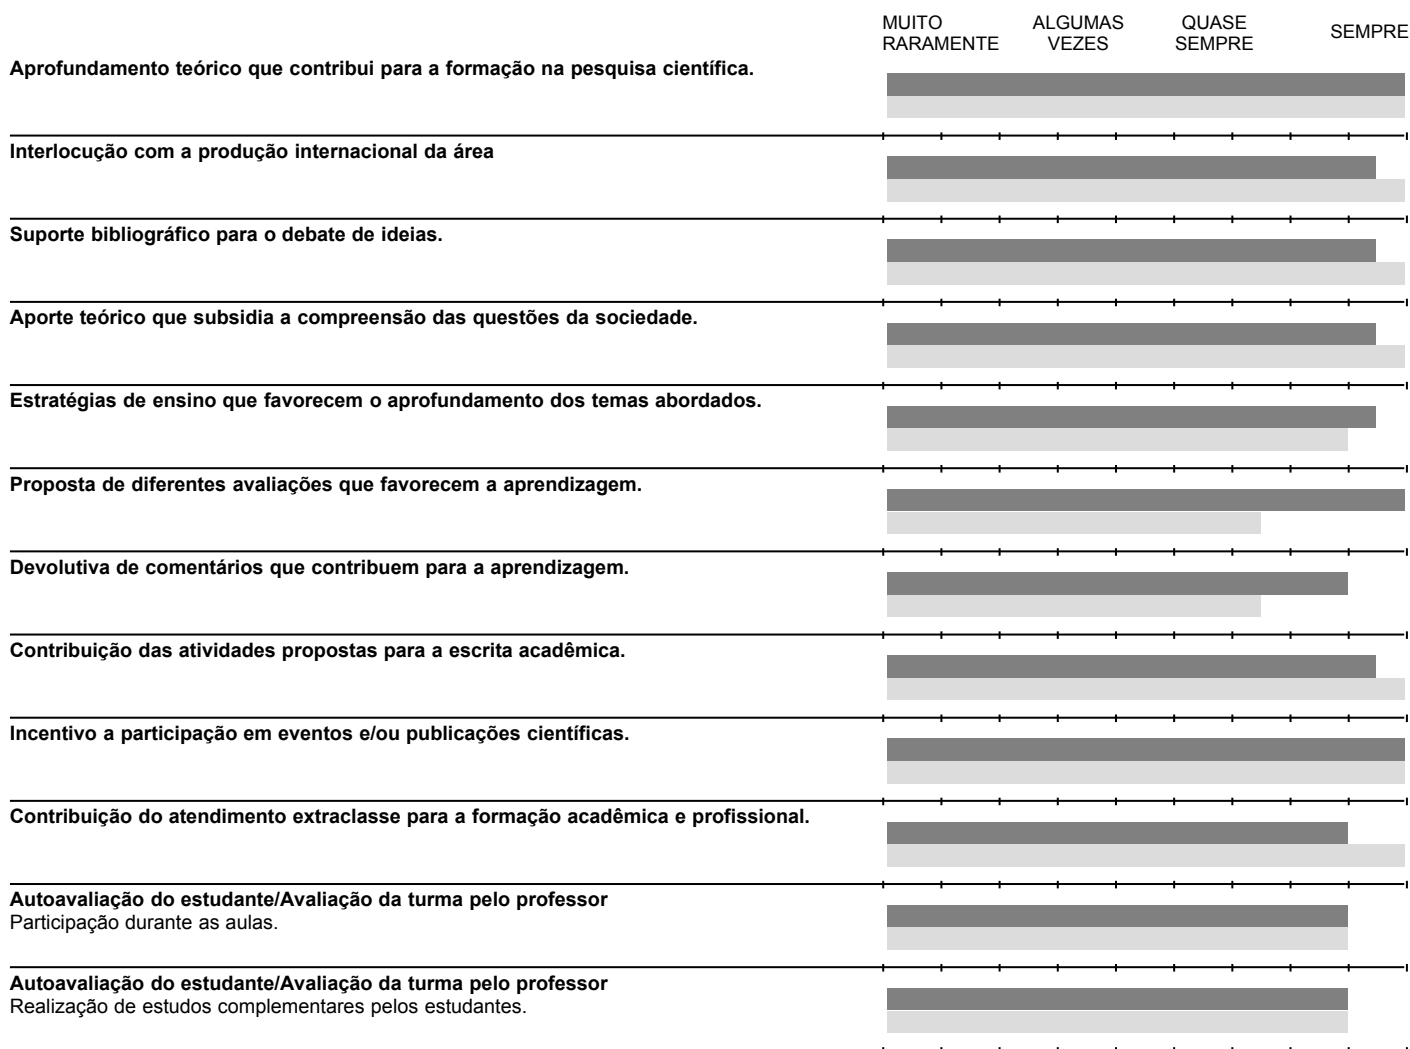 MUITO RARAMENTE
ALGUMAS VEZES
QUASE SEMPRE
SEMPRE
Aprofundamento teórico que contribui para a formação na pesquisa científica.
Interlocução com a produção internacional da área
Suporte bibliográfico para o debate de ideias.
Aporte teórico que subsidia a compreensão das questões da sociedade.
Estratégias de ensino que favorecem o aprofundamento dos temas abordados.
Proposta de diferentes avaliações que favorecem a aprendizagem.
Devolutiva de comentários que contribuem para a aprendizagem.
Contribuição das atividades propostas para a escrita acadêmica.
Incentivo a participação em eventos e/ou publicações científicas.
Contribuição do atendimento extraclasse para a formação acadêmica e profissional.
Autoavaliação do estudante/Avaliação da turma pelo professor
Participação durante as aulas.
Autoavaliação do estudante/Avaliação da turma pelo professor
Realização de estudos complementares pelos estudantes.